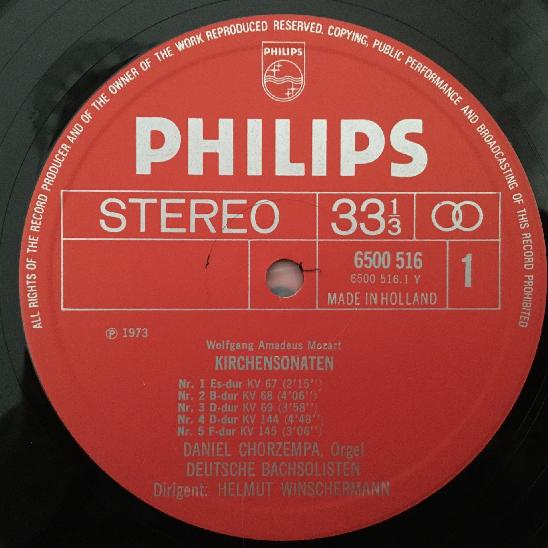 ALL RIGHTS OF THE RECORD PRODUCER AND OF THE OWNER OF THE WORK REPRODUCED RESERVED. COPYING, PUBLIC PERFORMANCE AND BROADCASTING OF THIS RECORD PROHIBITED
PHILIPS
PHILIPS
STEREO 33 1/3
6500 516 1
6500 516.1 Y
MADE IN HOLLAND
℗ 1973
Wolfgang Amadeus Mozart
KIRCHENSONATEN
Nr. 1 Es-dur KV 67 (2'15'')
Nr. 2 B-dur KV 68 (4'06'')
Nr. 3 D-dur KV 69 (3'58'')
Nr. 4 D-dur KV 144 (4'48''
Nr. 5 F-dur KV 145 (3'06'')
DANIEL CHORZEMPA, Orgel
DEUTSCHE BACHSOLISTEN
Dirigent: HELMUT WINSCHERMANN